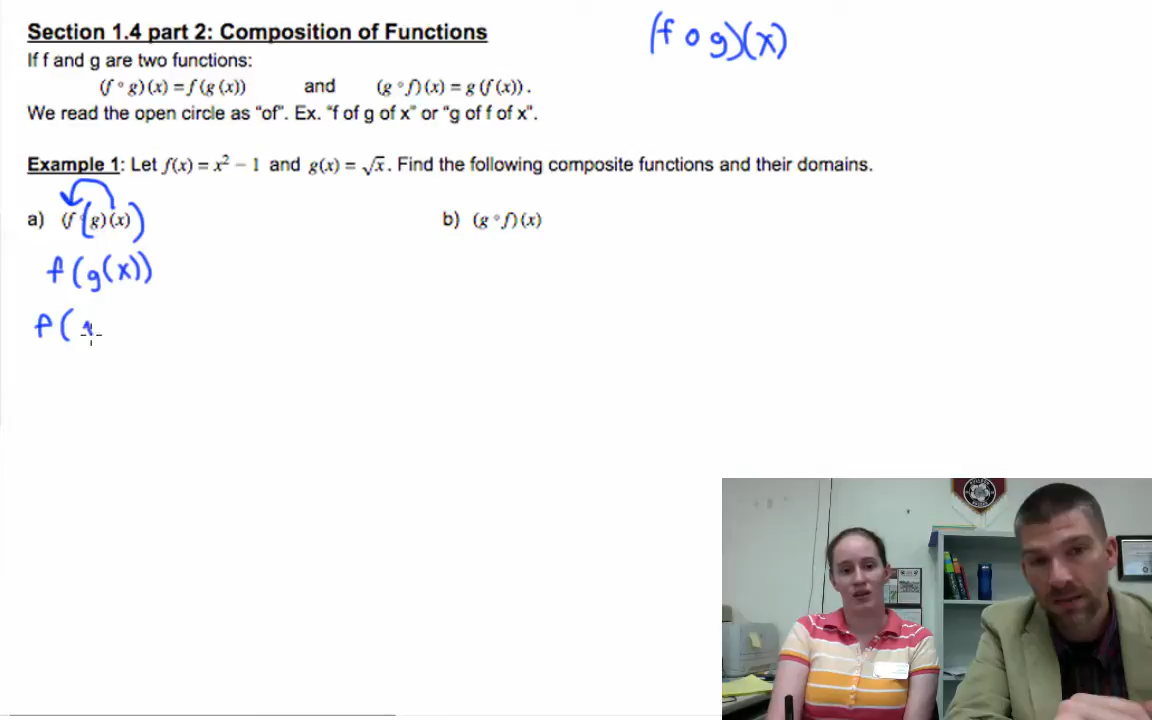 Section 1.4 part 2: Composition of Functions
(f ∘ g)(x)
If f and g are two functions:
(f ∘ g)(x) = f(g(x)) and (g ∘ f)(x) = g(f(x)).
We read the open circle as "of". Ex. "f of g of x" or "g of f of x".
Example 1: Let f(x) = x² − 1 and g(x) = √x. Find the following composite functions and their domains.
a) (f ∘ (g)(x)) b) (g ∘ f)(x)
f(g(x))
f(